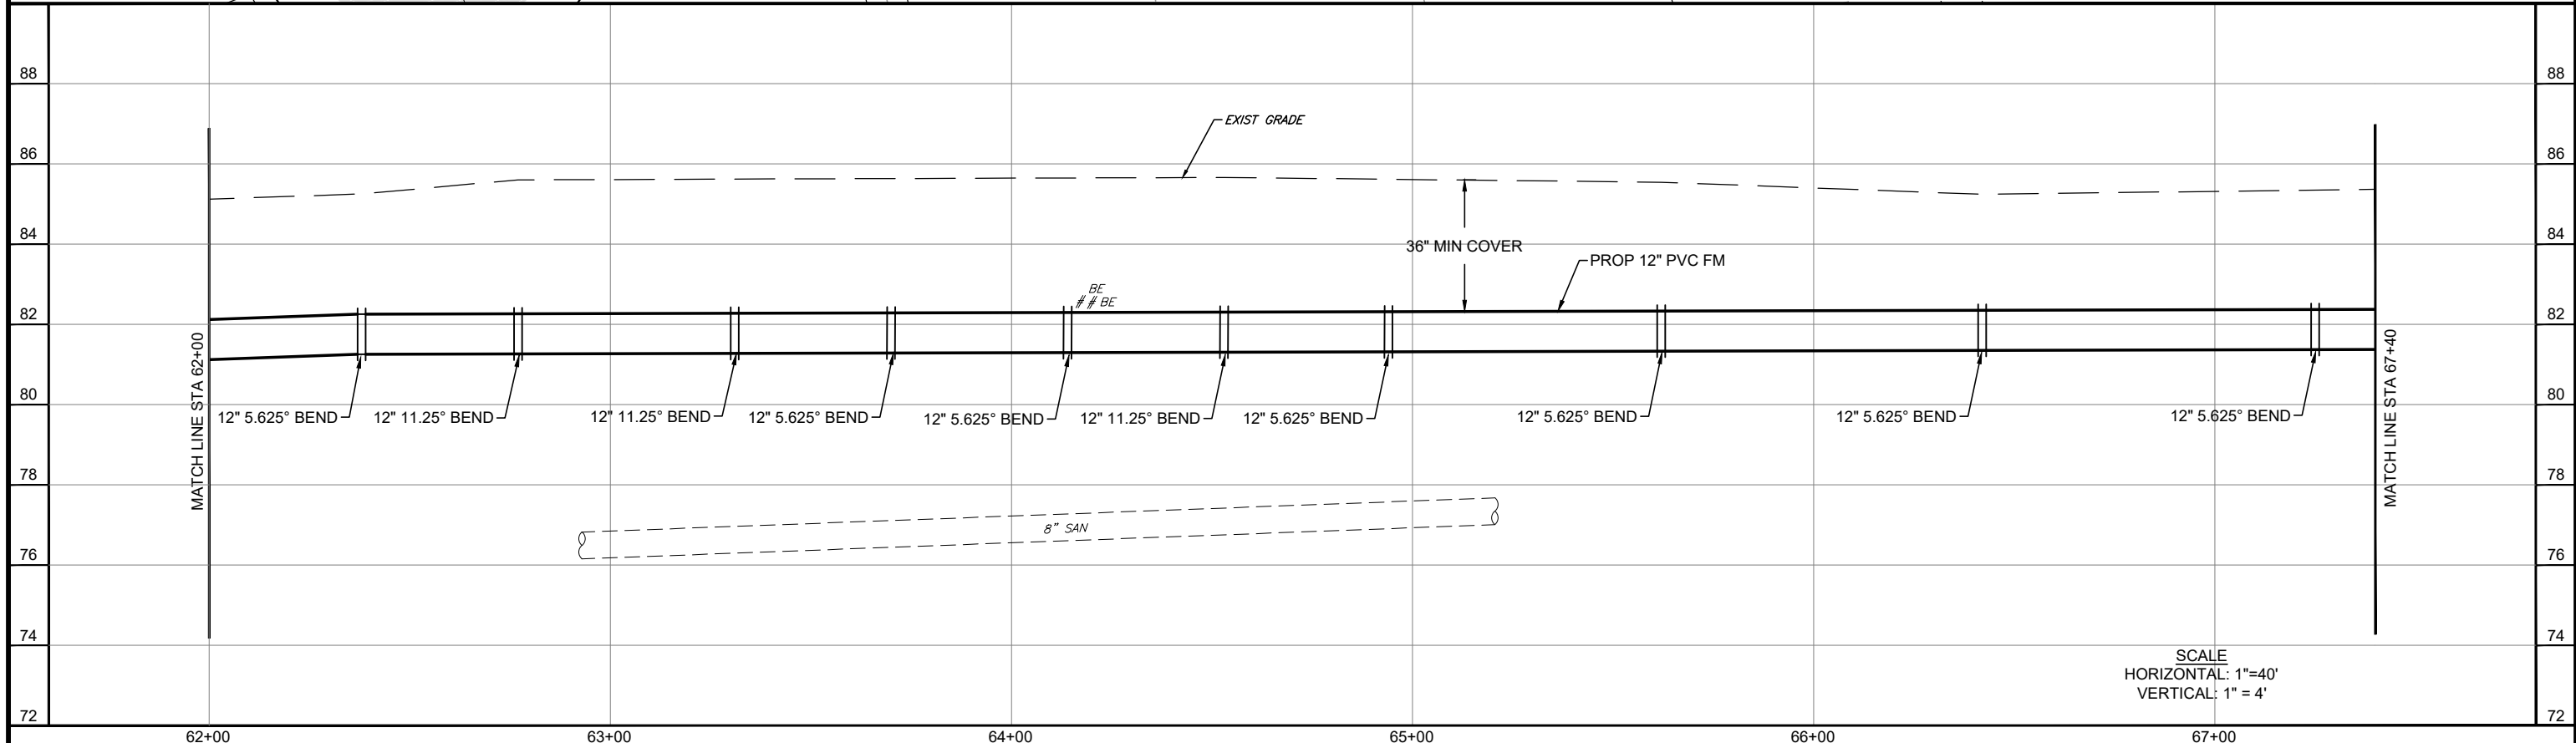 88
88
86
86
84
84
82
82
80
80
78
78
76
76
74
74
72
72
EXIST GRADE
36" MIN COVER
PROP 12" PVC FM
BE
# # BE
MATCH LINE STA 62+00
12" 5.625° BEND
12" 11.25° BEND
12" 11.25° BEND
12" 5.625° BEND
12" 5.625° BEND
12" 11.25° BEND
12" 5.625° BEND
12" 5.625° BEND
12" 5.625° BEND
12" 5.625° BEND
MATCH LINE STA 67+40
8" SAN
SCALE
HORIZONTAL: 1"=40'
VERTICAL: 1" = 4'
62+00
63+00
64+00
65+00
66+00
67+00